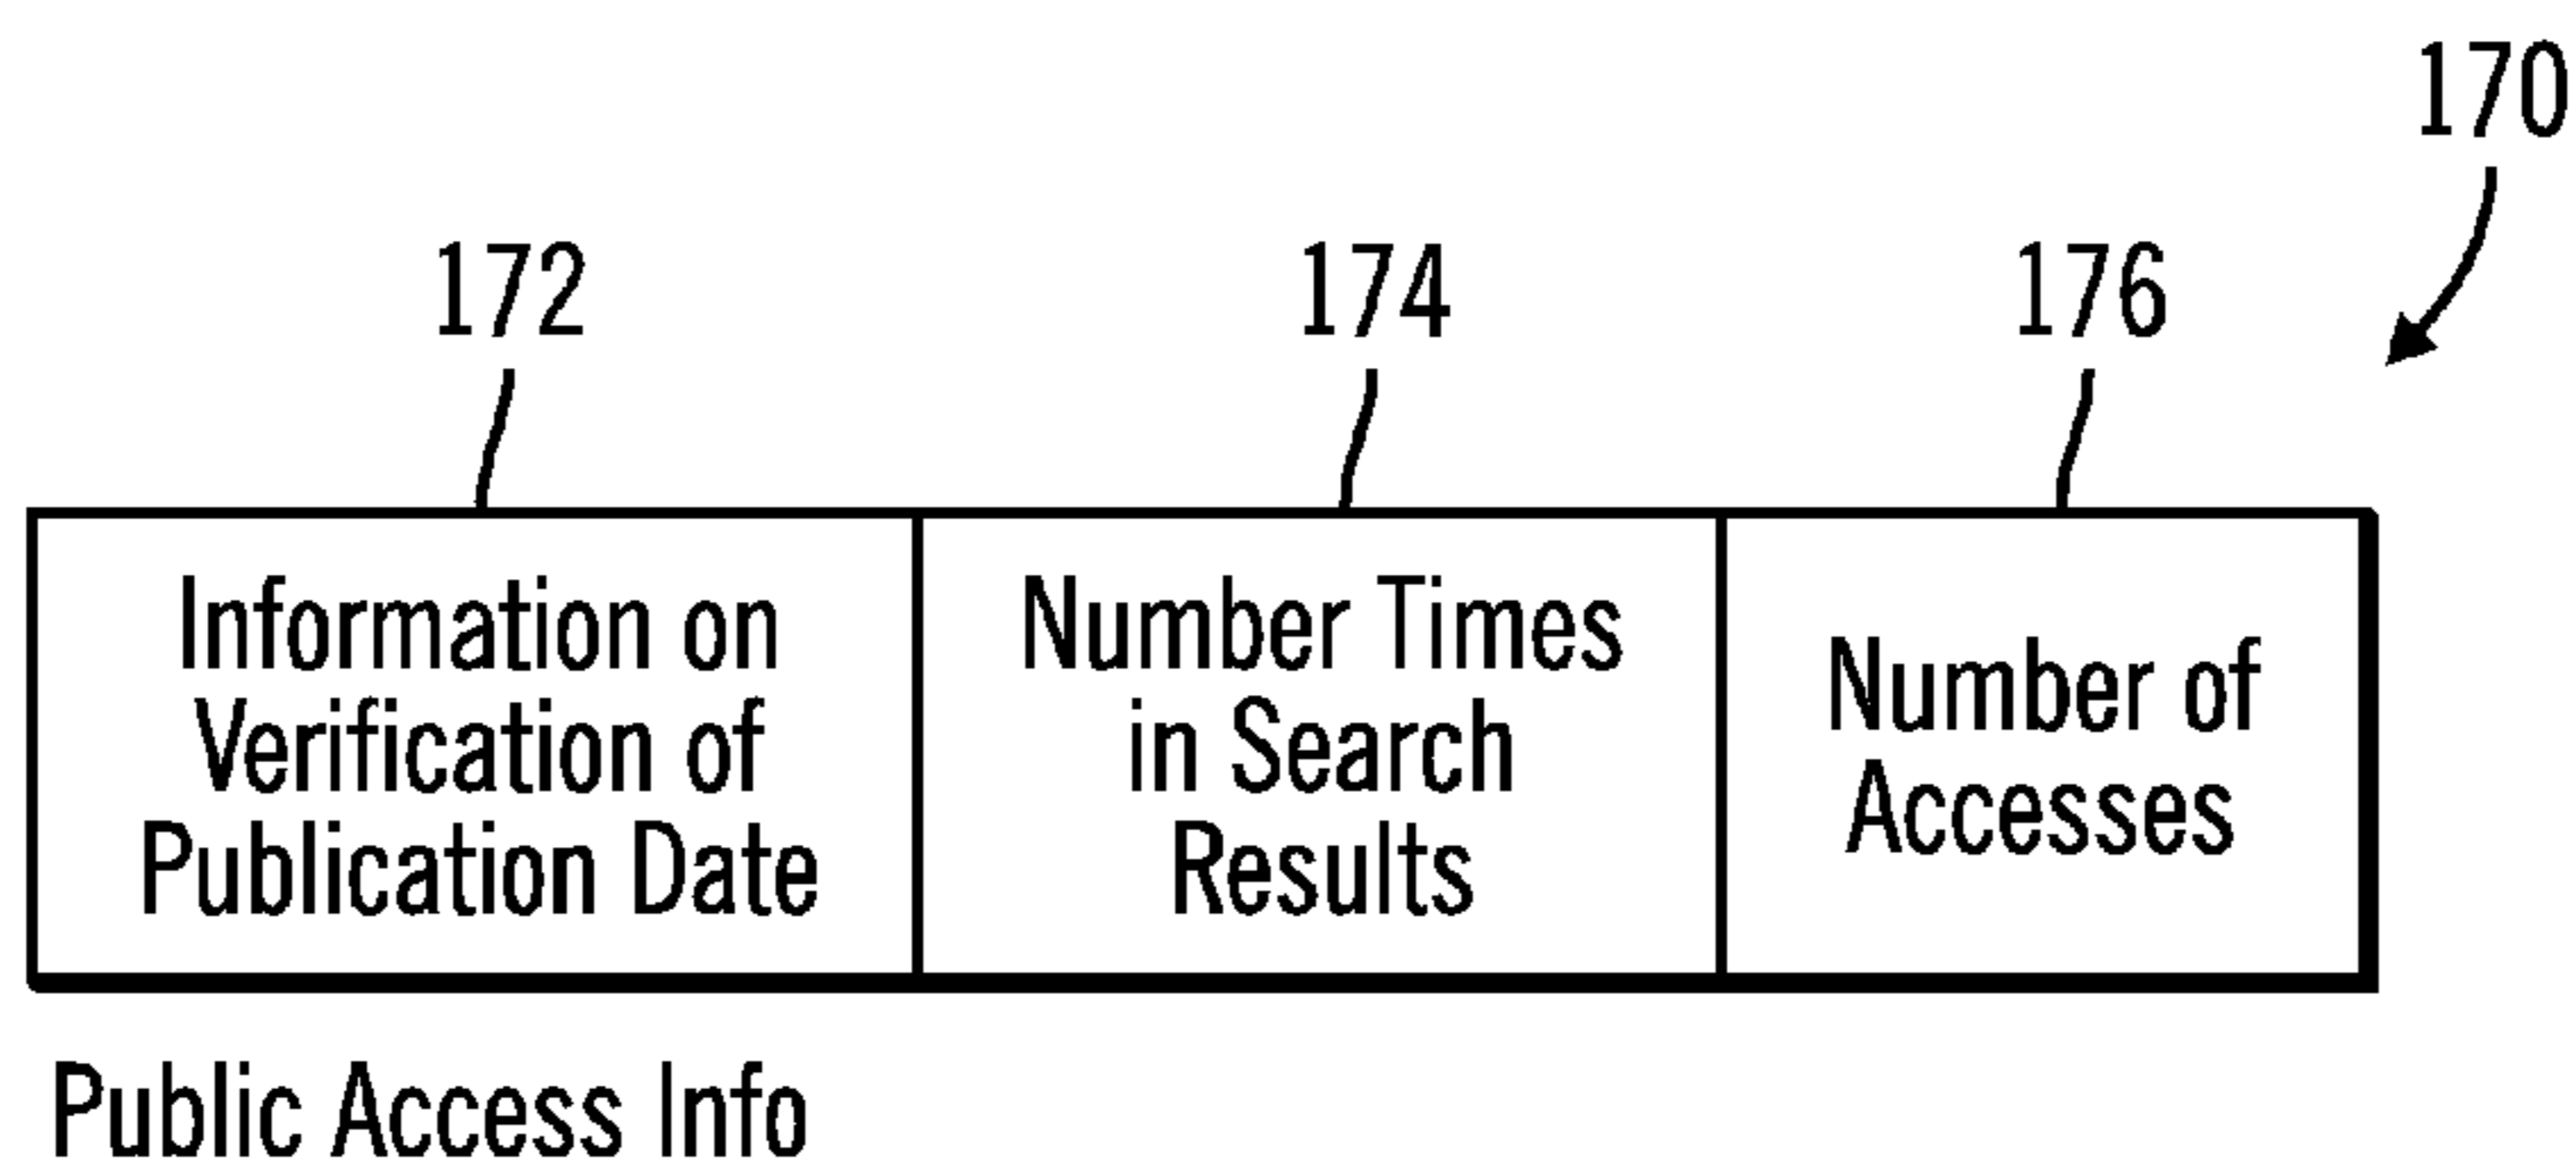 170
172
174
176
Information on
Verification of
Publication Date
Number Times
in Search
Results
Number of
Accesses
Public Access Info